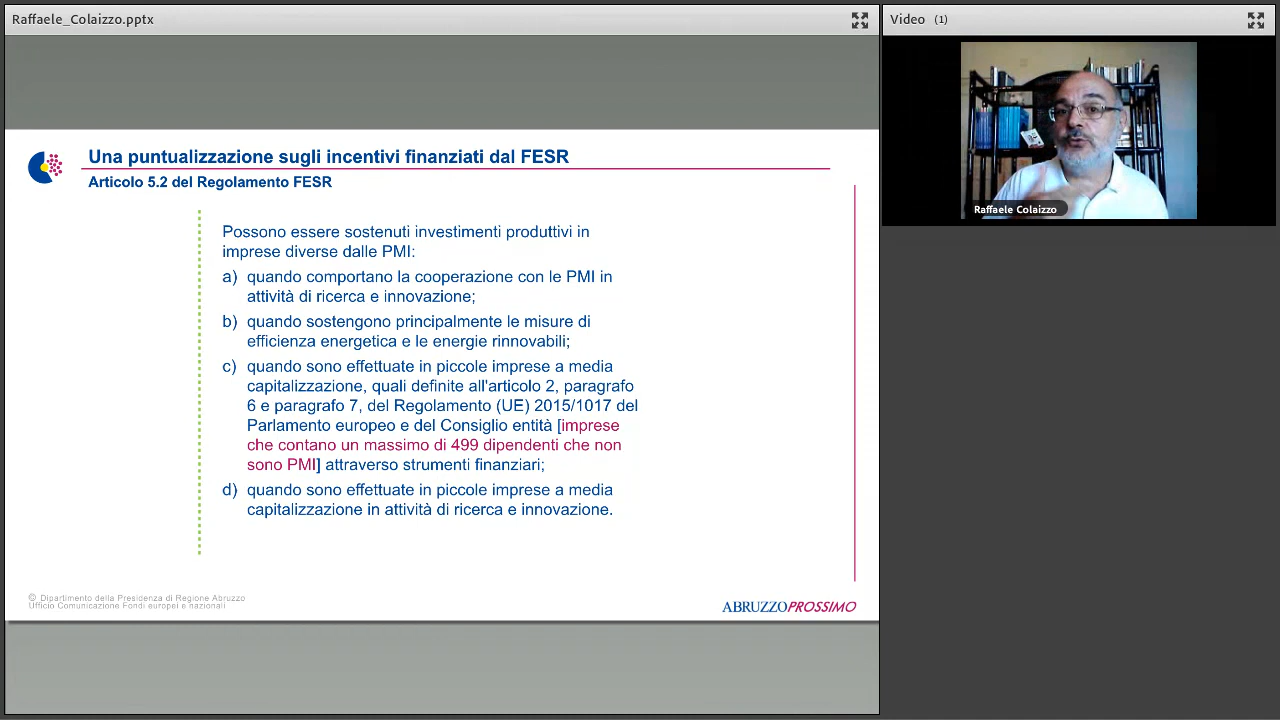 Raffaele_Colaizzo.pptx
Video (1)
Una puntualizzazione sugli incentivi finanziati dal FESR
Articolo 5.2 del Regolamento FESR
Possono essere sostenuti investimenti produttivi in
imprese diverse dalle PMI:
a) quando comportano la cooperazione con le PMI in
attività di ricerca e innovazione;
b) quando sostengono principalmente le misure di
efficienza energetica e le energie rinnovabili;
c) quando sono effettuate in piccole imprese a media
capitalizzazione, quali definite all'articolo 2, paragrafo
6 e paragrafo 7, del Regolamento (UE) 2015/1017 del
Parlamento europeo e del Consiglio entità [imprese
che contano un massimo di 499 dipendenti che non
sono PMI] attraverso strumenti finanziari;
d) quando sono effettuate in piccole imprese a media
capitalizzazione in attività di ricerca e innovazione.
© Dipartimento della Presidenza di Regione Abruzzo
Ufficio Comunicazione Fondi europei e nazionali
ABRUZZOPROSSIMO
Raffaele Colaizzo